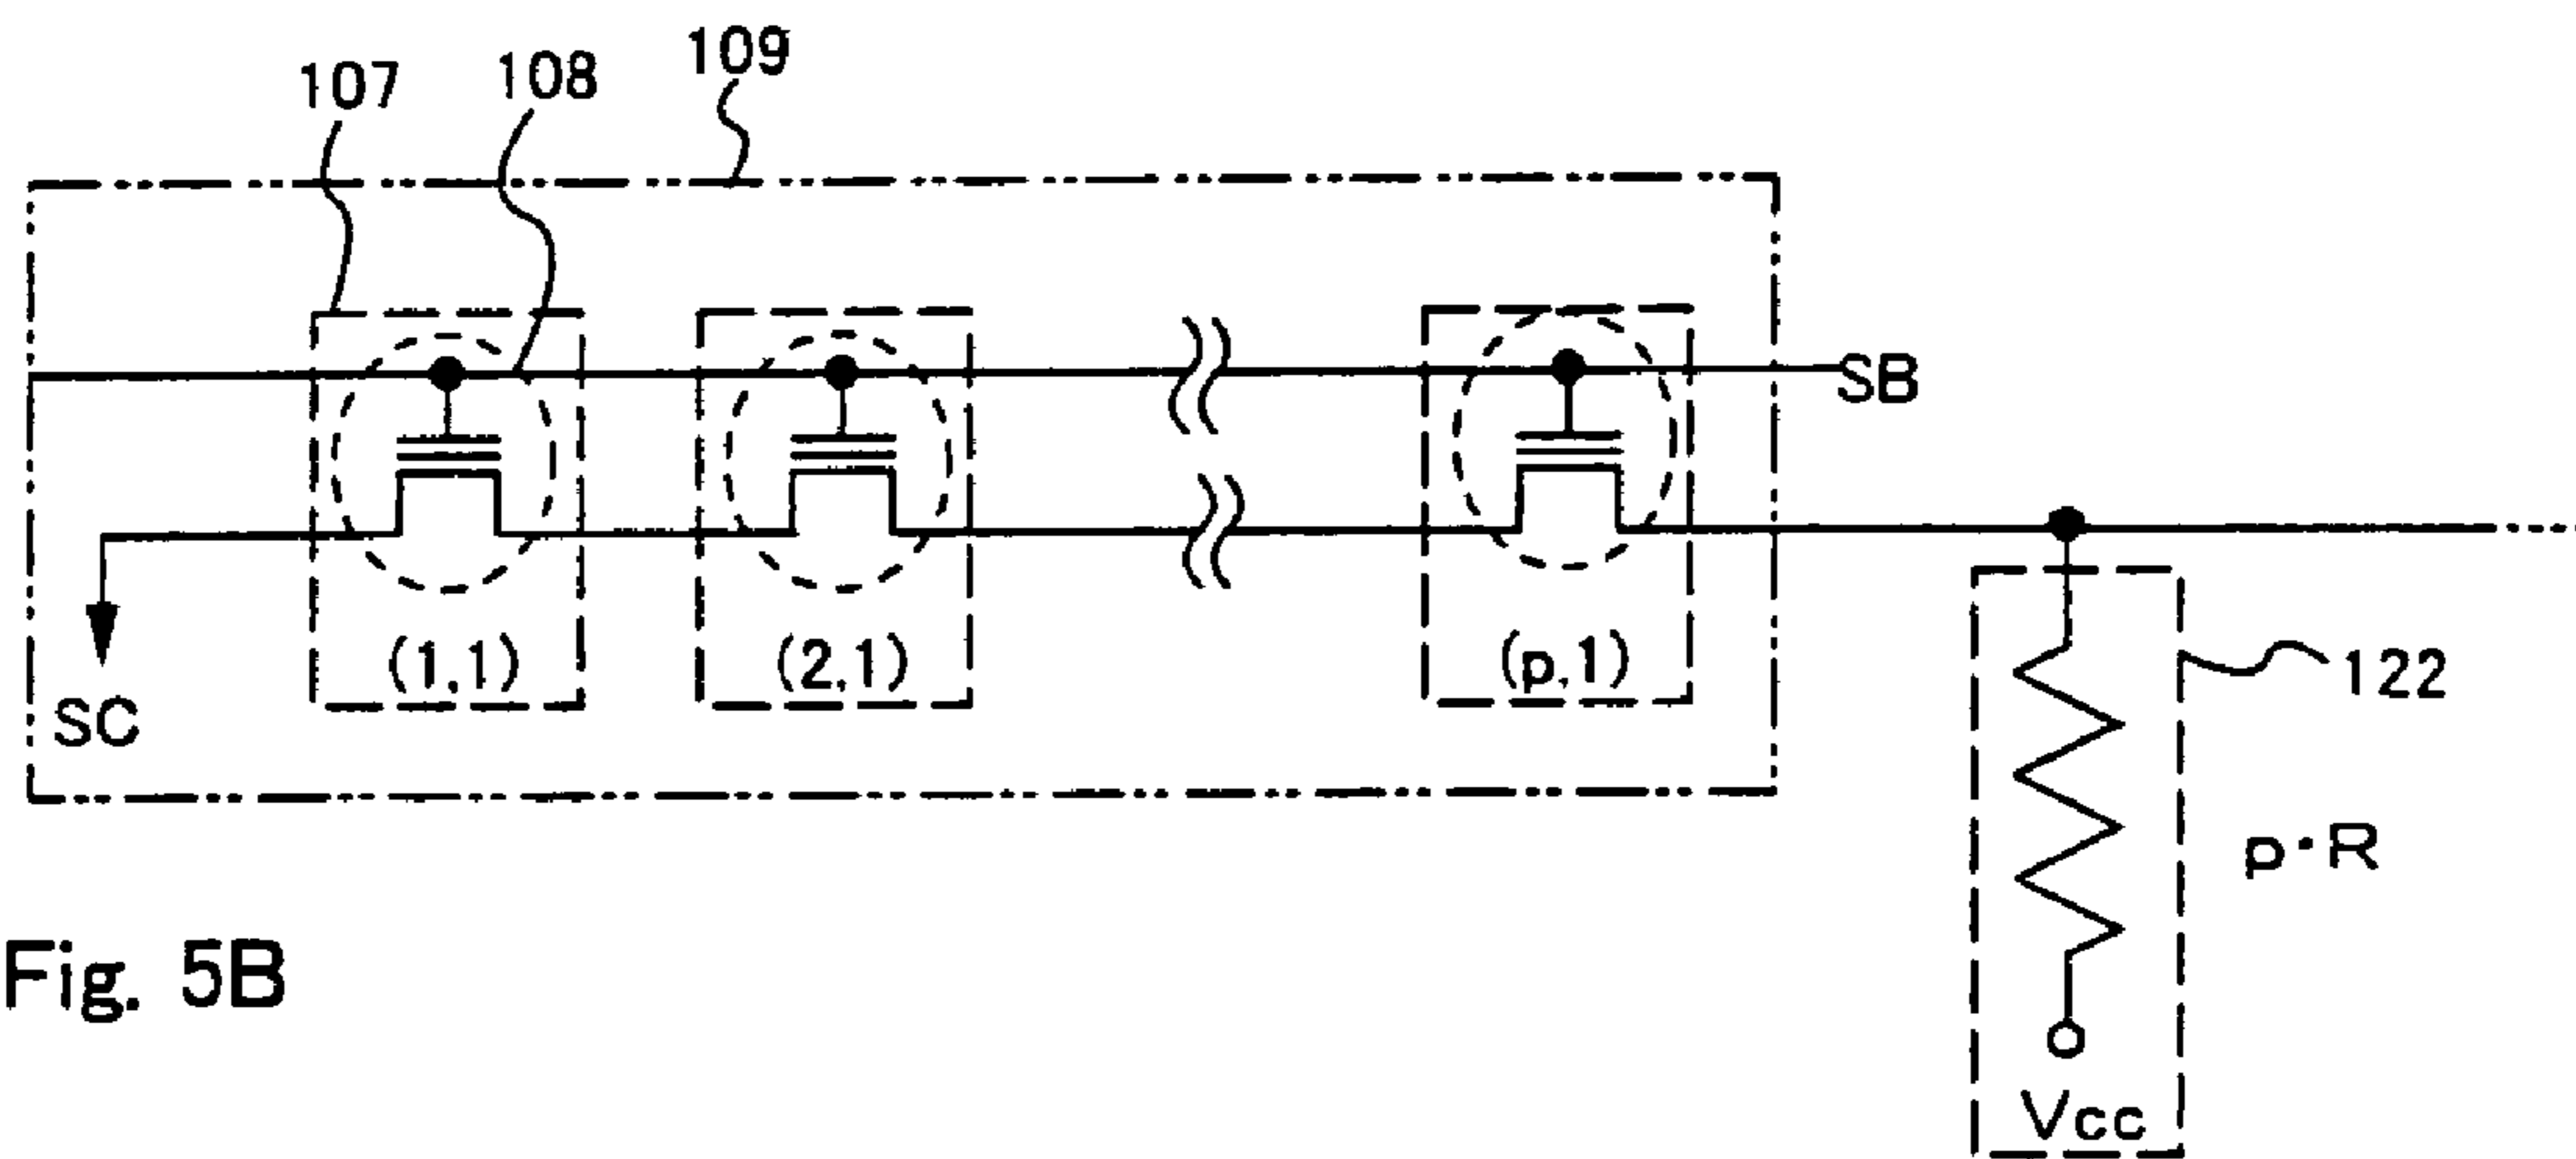 109
107
108
SB
(1,1)
(2,1)
(p,1)
122
SC
p·R
Fig. 5B
Vcc